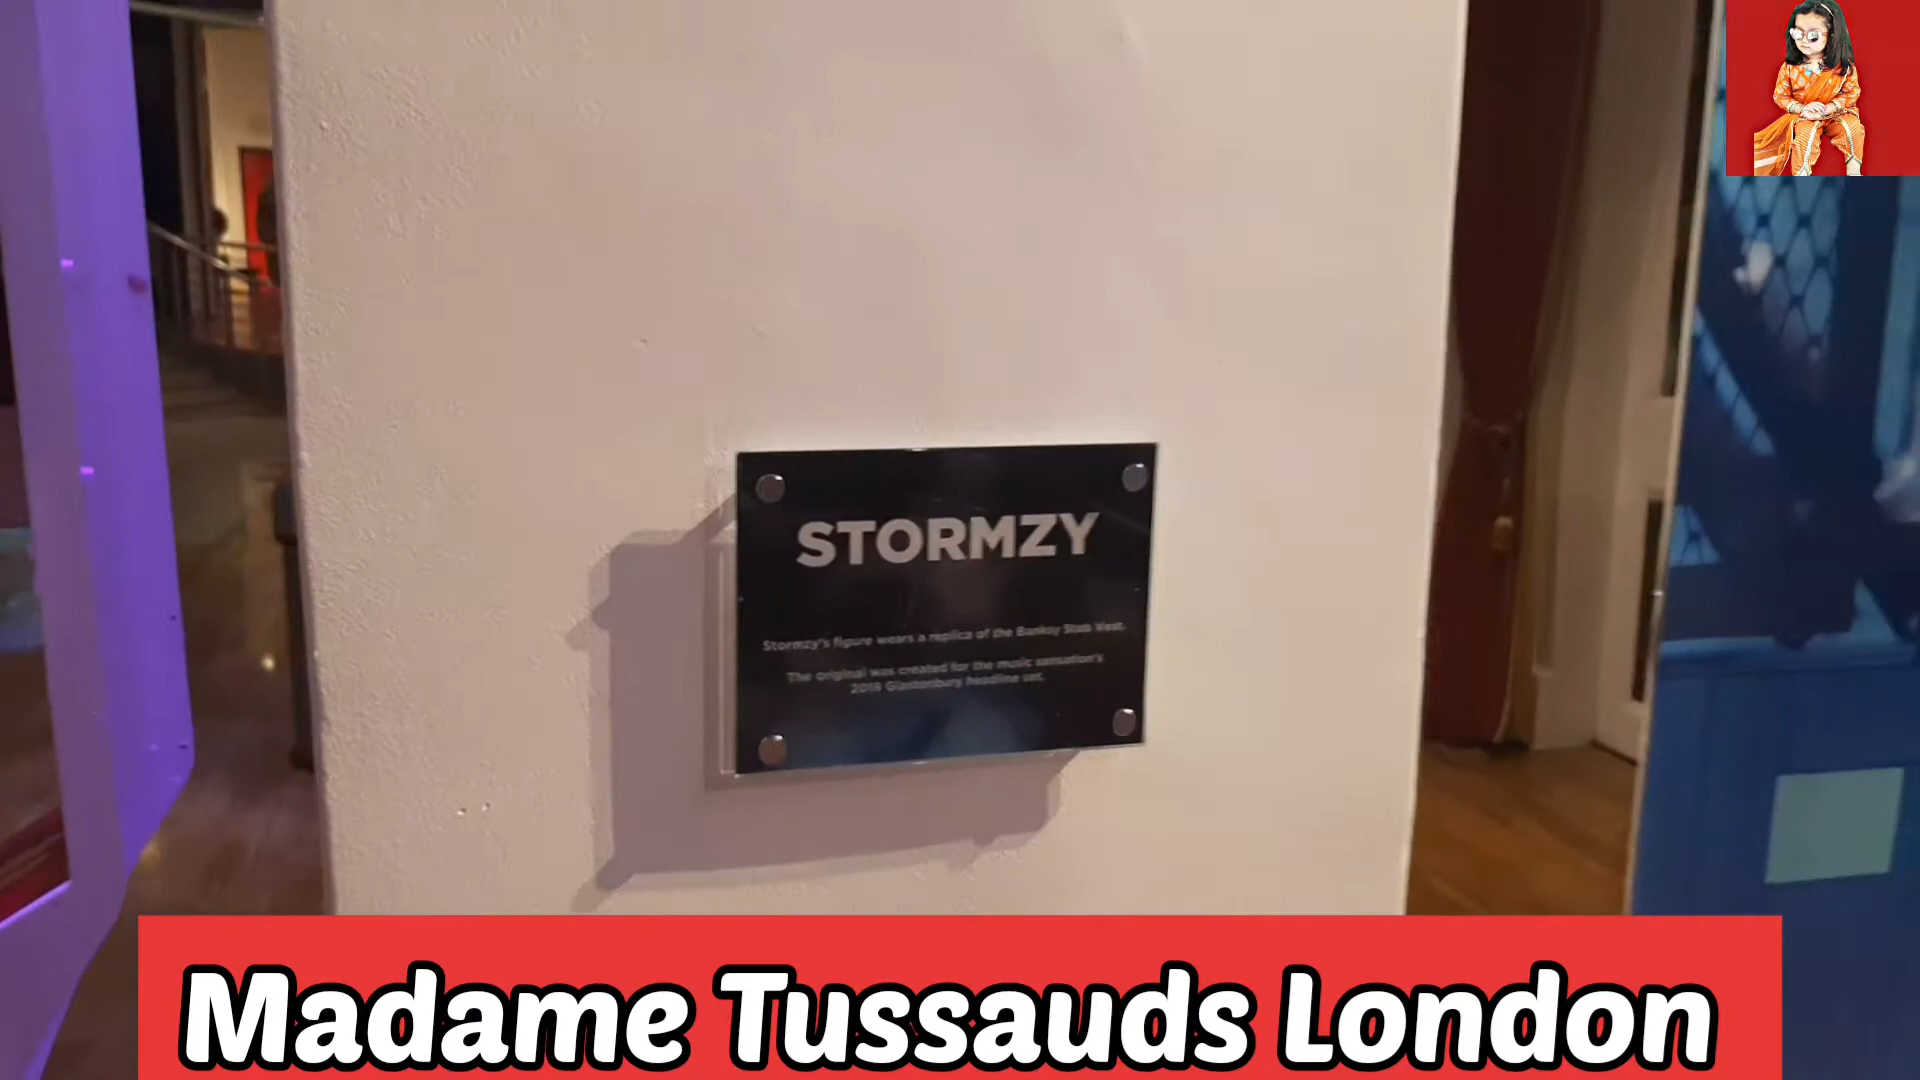 STORMZY
Stormzy's figure wears a replica of the Banksy Stab Vest.
The original was created for the music sensation's
2019 Glastonbury headline set.
Madame Tussauds London